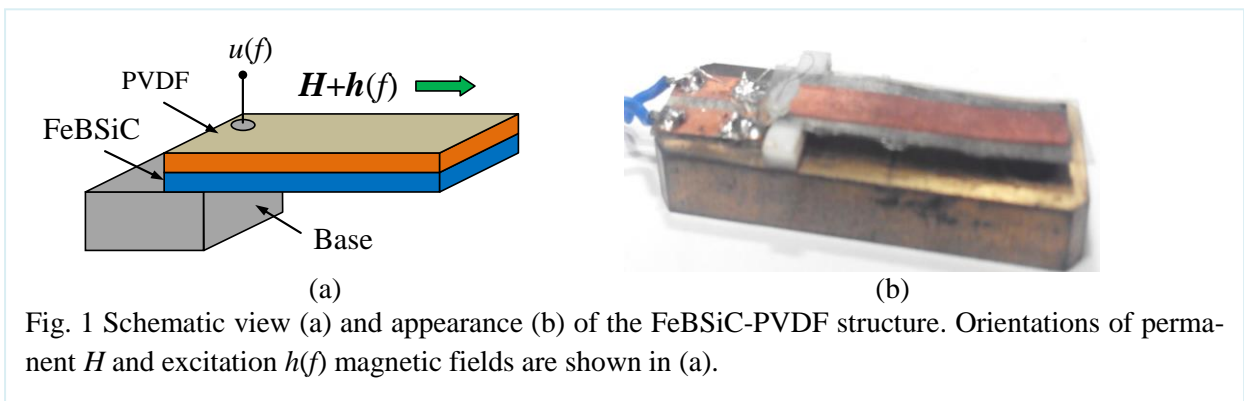 u(f)
PVDF
H+h(f)
FeBSiC
Base
(a)
(b)
Fig. 1 Schematic view (a) and appearance (b) of the FeBSiC-PVDF structure. Orientations of perma-
nent H and excitation h(f) magnetic fields are shown in (a).